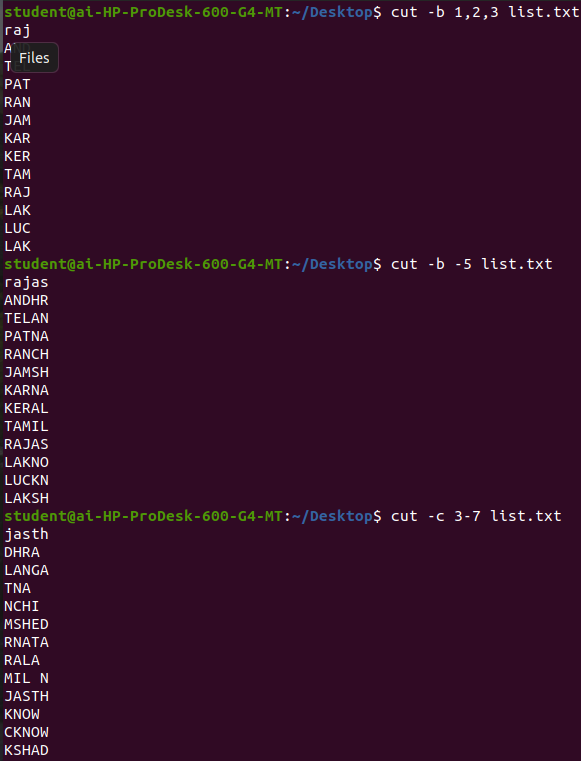 student@ai-HP-ProDesk-600-G4-MT:~/Desktop$ cut -b 1,2,3 list.txt
raj
Files
PAT
RAN
JAM
KAR
KER
TAM
RAJ
LAK
LUC
LAK
student@ai-HP-ProDesk-600-G4-MT:~/Desktop$ cut -b -5 list.txt
rajas
ANDHR
TELAN
PATNA
RANCH
JAMSH
KARNA
KERAL
TAMIL
RAJAS
LAKNO
LUCKN
LAKSH
student@ai-HP-ProDesk-600-G4-MT:~/Desktop$ cut -c 3-7 list.txt
jasth
DHRA
LANGA
TNA
NCHI
MSHED
RNATA
RALA
MIL N
JASTH
KNOW
CKNOW
KSHAD